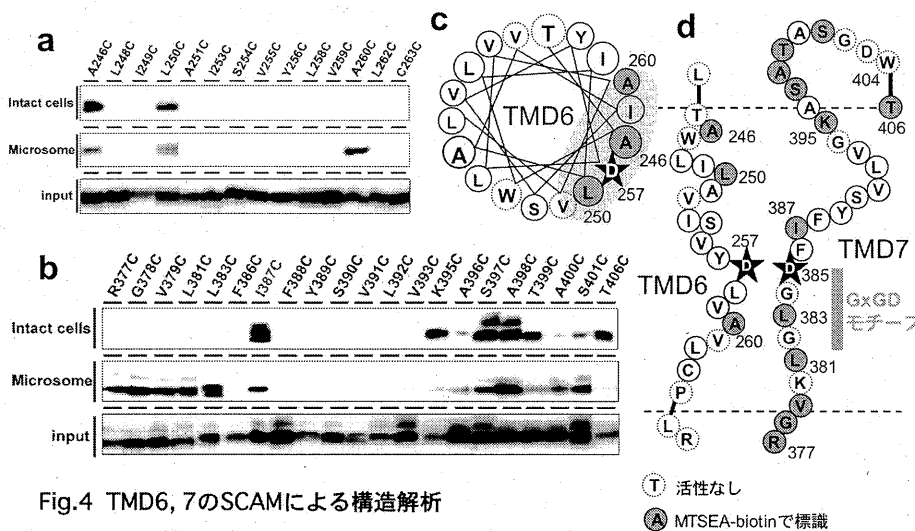 a
A246C L248C I249C L250C A251C I253C S254C V255C Y256C L258C V259C A260C L262C C263C
Intact cells
Microsome
input
b
R377C G378C V379C L381C L383C F386C I387C F388C Y389C S390C V391C L392C V393C K395C A396C S397C A398C T399C A400C S401C T406C
Intact cells
Microsome
input
c
V V T Y I A I A D L V S W L A L V L
TMD6
260
246
257
250
d
L T W A L I L A V I S V Y D L V A V L C P L R
246
250
257
260
TMD6
T W D G S A T A S A K G V L V S Y F I F D G L G L K V G R
404
406
395
387
385
383
381
377
TMD7
GxGD
モチーフ
T 活性なし
A MTSEA-biotinで標識
Fig.4 TMD6, 7のSCAMによる構造解析